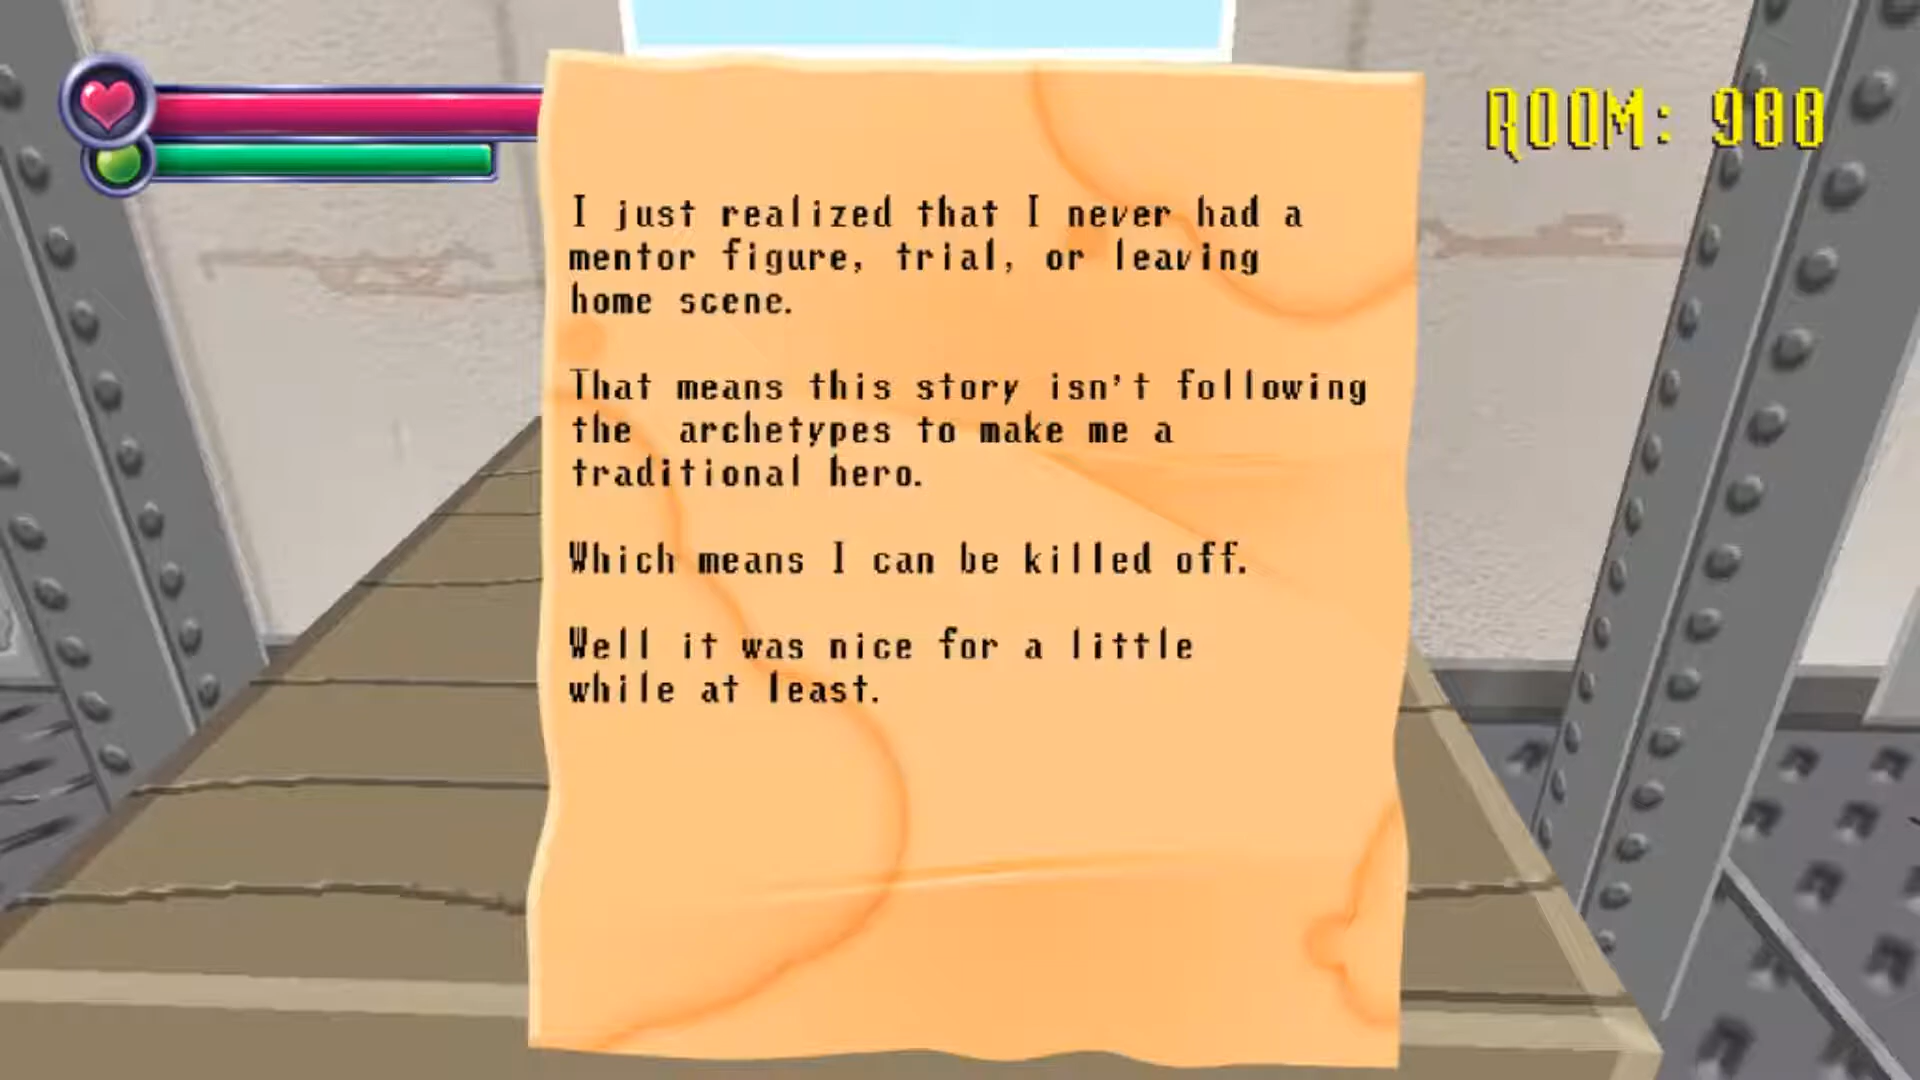 ROOM: 900
I just realized that I never had a
mentor figure, trial, or leaving
home scene.
That means this story isn't following
the archetypes to make me a
traditional hero.
Which means I can be killed off.
Well it was nice for a little
while at least.